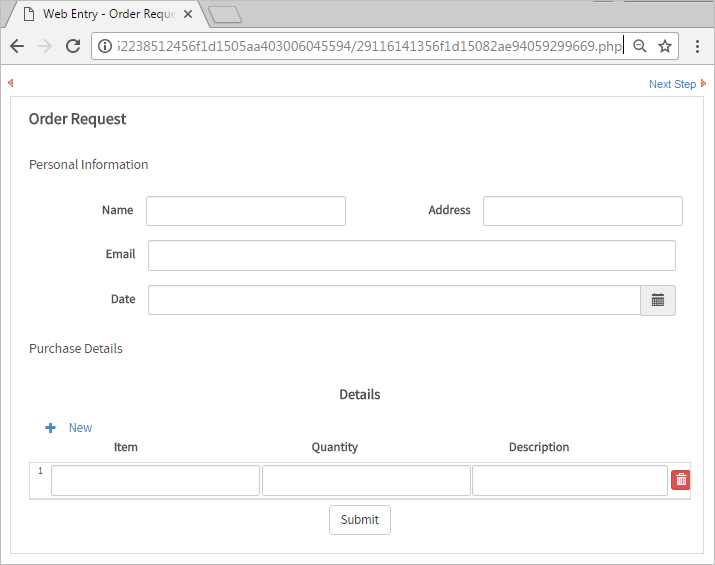 Web Entry - Order Reque
52238512456f1d1505aa403006045594/29116141356f1d15082ae94059299669.php
Next Step
Order Request
Personal Information
Name Address
Email
Date
Purchase Details
Details
New
Item Quantity Description
1
Submit